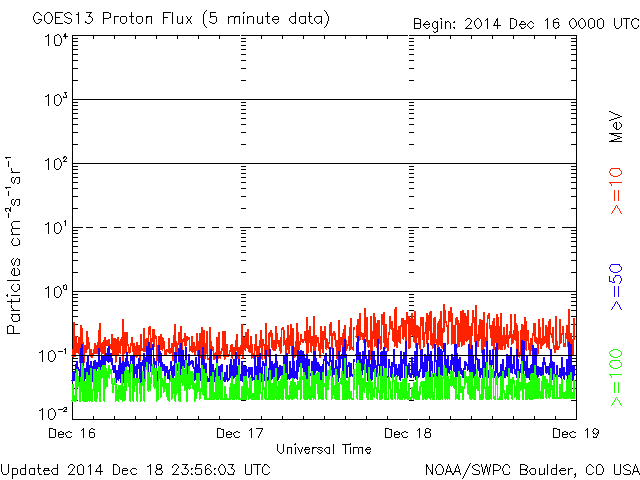 GOES13 Proton Flux (5 minute data)
Begin: 2014 Dec 16 0000 UTC
10⁴
10³
10²
10¹
10⁰
10⁻¹
10⁻²
Particles cm⁻²s⁻¹sr⁻¹
Dec 16
Dec 17
Dec 18
Dec 19
Universal Time
MeV
>=10
>=50
>=100
Updated 2014 Dec 18 23:56:03 UTC
NOAA/SWPC Boulder, CO USA